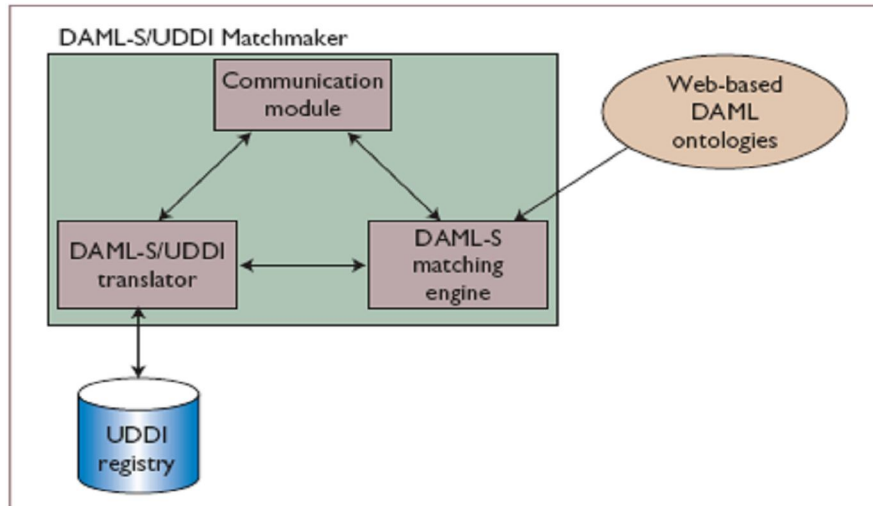 DAML-S/UDDI Matchmaker
Communication
module
Web-based
DAML
ontologies
DAML-S/UDDI
translator
DAML-S
matching
engine
UDDI
registry